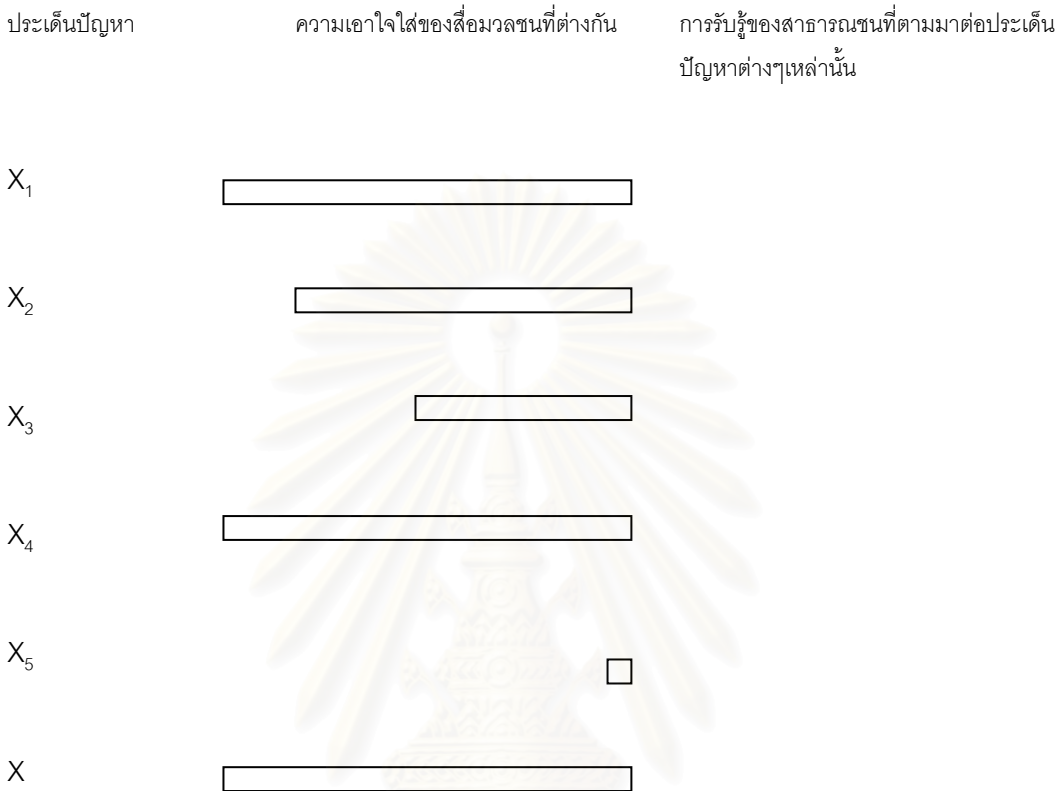 ประเด็นปัญหา ความเอาใจใส่ของสื่อมวลชนที่ต่างกัน การรับรู้ของสาธารณชนที่ตามมาต่อประเด็น
ปัญหาต่างๆเหล่านั้น
X1
X2
X3
X4
X5
X